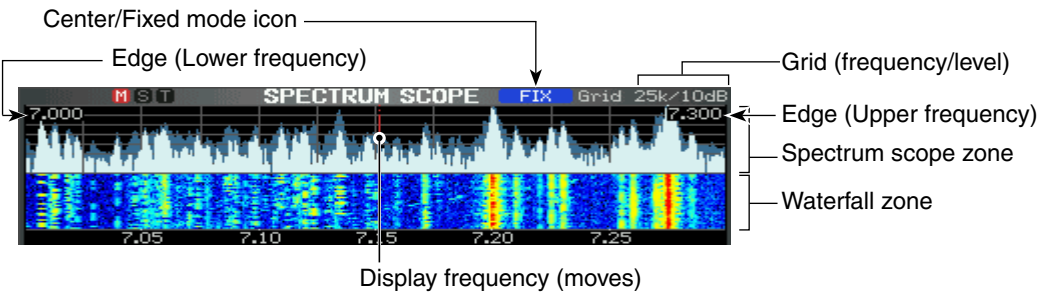 Center/Fixed mode icon
Edge (Lower frequency)
Grid (frequency/level)
M S T SPECTRUM SCOPE FIX Grid 25k/10dB
7.000 7.300
Edge (Upper frequency)
Spectrum scope zone
Waterfall zone
7.05 7.10 7.15 7.20 7.25
Display frequency (moves)